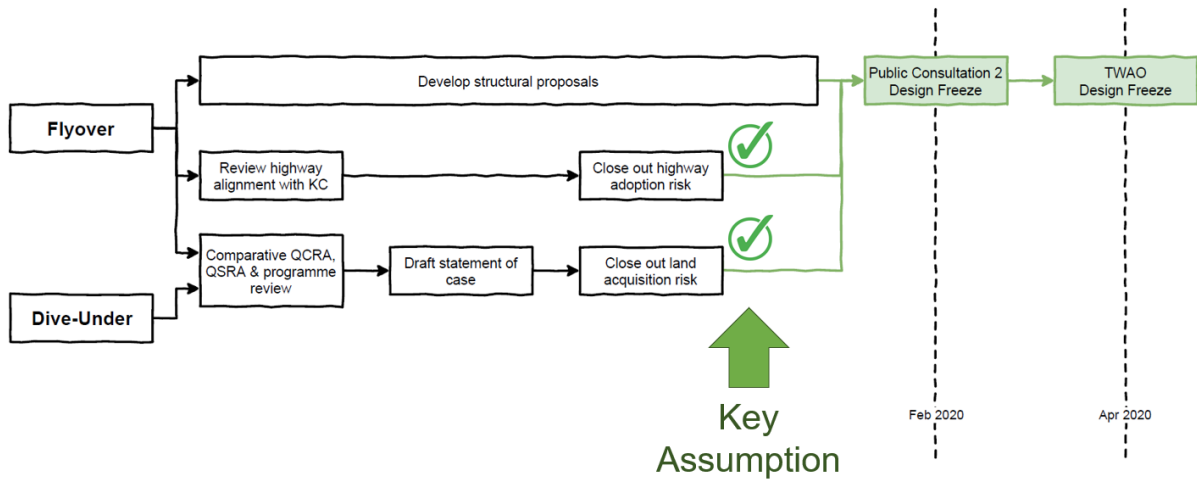 Develop structural proposals
Public Consultation 2
Design Freeze
TWAO
Design Freeze
Flyover
Review highway
alignment with KC
Close out highway
adoption risk
Comparative QCRA,
QSRA & programme
review
Draft statement of
case
Close out land
acquisition risk
Dive-Under
Key
Assumption
Feb 2020
Apr 2020